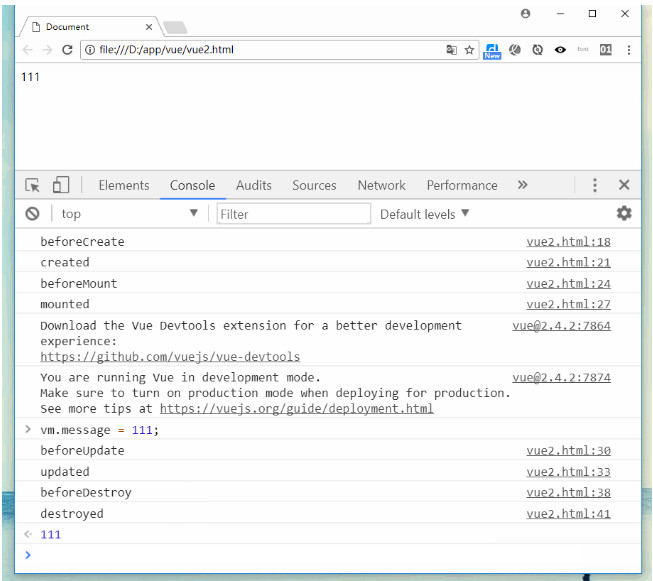 Document
file:///D:/app/vue/vue2.html
New
font
01
111
Elements Console Audits Sources Network Performance
top Filter Default levels
beforeCreate vue2.html:18
created vue2.html:21
beforeMount vue2.html:24
mounted vue2.html:27
Download the Vue Devtools extension for a better development vue@2.4.2:7864
experience:
https://github.com/vuejs/vue-devtools
You are running Vue in development mode. vue@2.4.2:7874
Make sure to turn on production mode when deploying for production.
See more tips at https://vuejs.org/guide/deployment.html
> vm.message = 111;
beforeUpdate vue2.html:30
updated vue2.html:33
beforeDestroy vue2.html:38
destroyed vue2.html:41
111